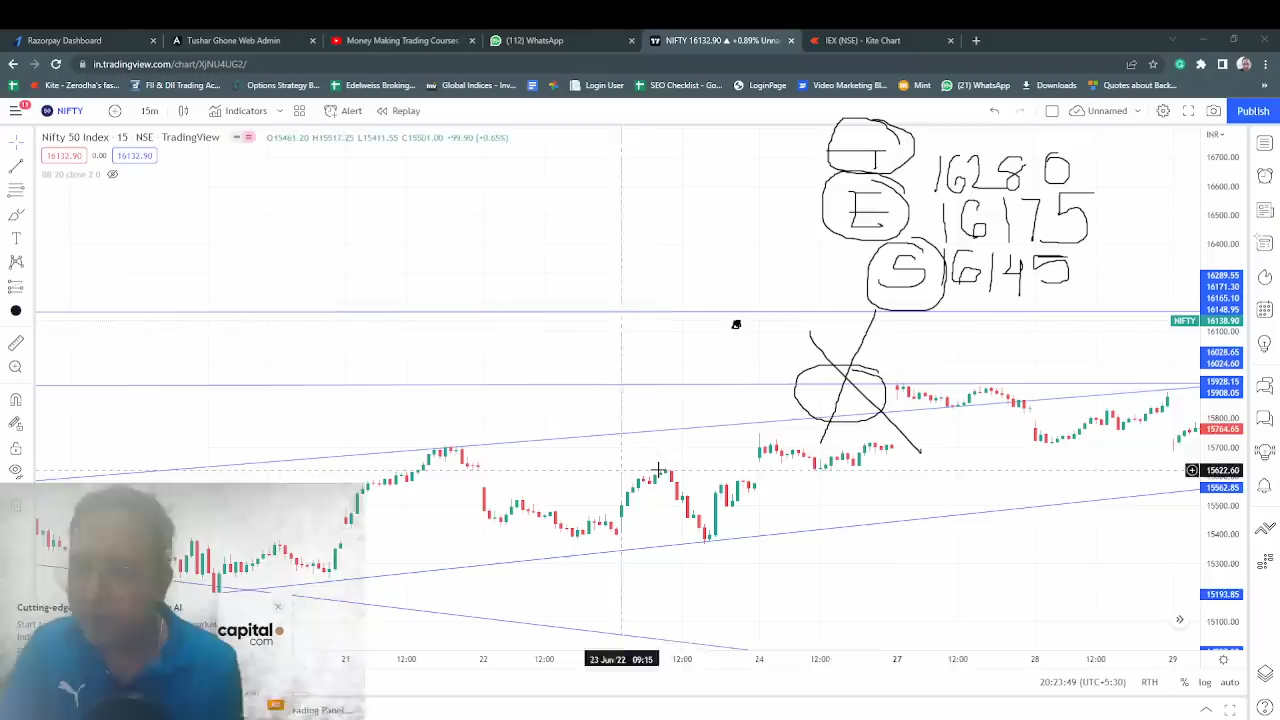 Razorpay Dashboard × Tushar Ghone Web Admin × Money Making Trading Courses × (112) WhatsApp × NIFTY 16132.90 ▲ +0.89% Unna × IEX (NSE) - Kite Chart × +
in.tradingview.com/chart/XjNU4UG2/
Kite - Zerodha's fas... FII & DII Trading Ac... Options Strategy B... Edelweiss Broking,... Global Indices - Inv... Login User SEO Checklist - Go... LoginPage Video Marketing Bl... Mint (21) WhatsApp Downloads Quotes about Back...
11 NIFTY 15m Indicators Alert Replay Unnamed Publish
Nifty 50 Index · 15 · NSE · TradingView O15461.20 H15517.25 L15411.55 C15501.00 +99.90 (+0.65%) INR
16132.90 0.00 16132.90
BB 20 close 2 0
T 16280
E 16175
S 16145
16700.00
16600.00
16500.00
16400.00
16289.55
16171.30
16165.10
16148.95
NIFTY 16138.90
16100.00
16028.65
16024.60
15928.15
15908.05
15800.00
15764.65
15700.00
15622.60
15562.85
15500.00
15400.00
15300.00
15193.85
15100.00
Cutting-edge AI
capital
com
21 12:00 22 12:00 23 Jun '22 09:15 12:00 24 12:00 27 12:00 28 12:00 29
20:23:49 (UTC+5:30) RTH % log auto
Trading Panel